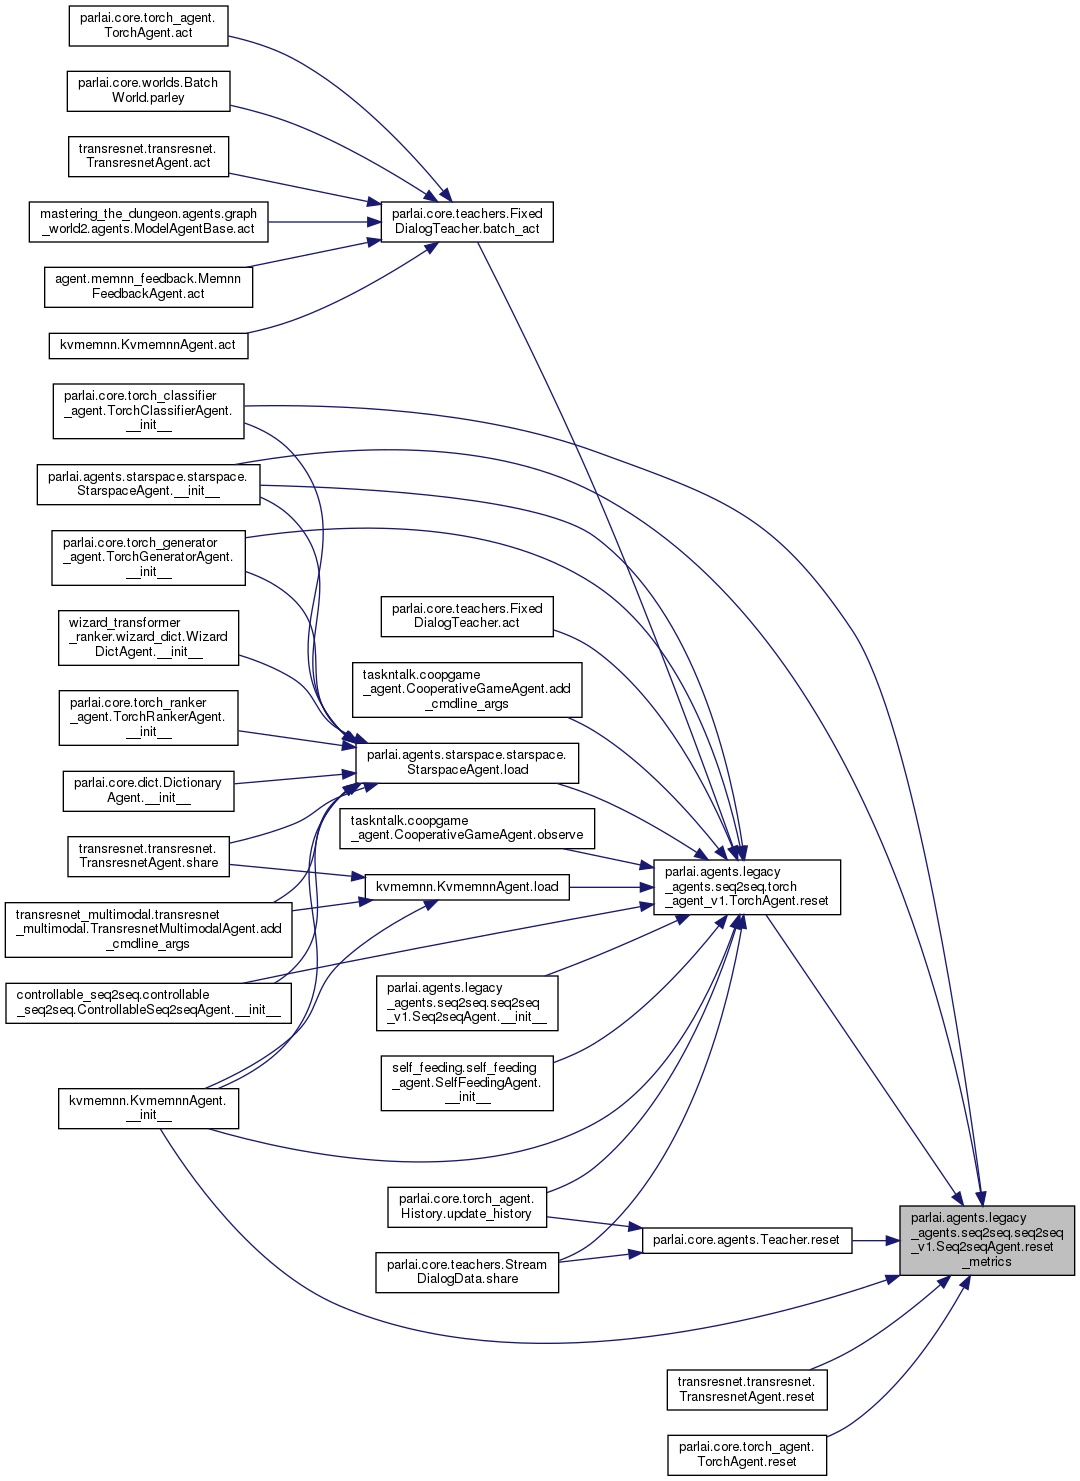 parlai.core.torch_agent.
TorchAgent.act
parlai.core.worlds.Batch
World.parley
transresnet.transresnet.
TransresnetAgent.act
mastering_the_dungeon.agents.graph
_world2.agents.ModelAgentBase.act
parlai.core.teachers.Fixed
DialogTeacher.batch_act
agent.memnn_feedback.Memnn
FeedbackAgent.act
kvmemnn.KvmemnnAgent.act
parlai.core.torch_classifier
_agent.TorchClassifierAgent.
__init__
parlai.agents.starspace.starspace.
StarspaceAgent.__init__
parlai.core.torch_generator
_agent.TorchGeneratorAgent.
__init__
wizard_transformer
_ranker.wizard_dict.Wizard
DictAgent.__init__
parlai.core.teachers.Fixed
DialogTeacher.act
taskntalk.coopgame
_agent.CooperativeGameAgent.add
_cmdline_args
parlai.core.torch_ranker
_agent.TorchRankerAgent.
__init__
parlai.agents.starspace.starspace.
StarspaceAgent.load
parlai.core.dict.Dictionary
Agent.__init__
taskntalk.coopgame
_agent.CooperativeGameAgent.observe
transresnet.transresnet.
TransresnetAgent.share
kvmemnn.KvmemnnAgent.load
parlai.agents.legacy
_agents.seq2seq.torch
_agent_v1.TorchAgent.reset
transresnet_multimodal.transresnet
_multimodal.TransresnetMultimodalAgent.add
_cmdline_args
controllable_seq2seq.controllable
_seq2seq.ControllableSeq2seqAgent.__init__
parlai.agents.legacy
_agents.seq2seq.seq2seq
_v1.Seq2seqAgent.__init__
self_feeding.self_feeding
_agent.SelfFeedingAgent.
__init__
kvmemnn.KvmemnnAgent.
__init__
parlai.core.torch_agent.
History.update_history
parlai.core.agents.Teacher.reset
parlai.agents.legacy
_agents.seq2seq.seq2seq
_v1.Seq2seqAgent.reset
_metrics
parlai.core.teachers.Stream
DialogData.share
transresnet.transresnet.
TransresnetAgent.reset
parlai.core.torch_agent.
TorchAgent.reset